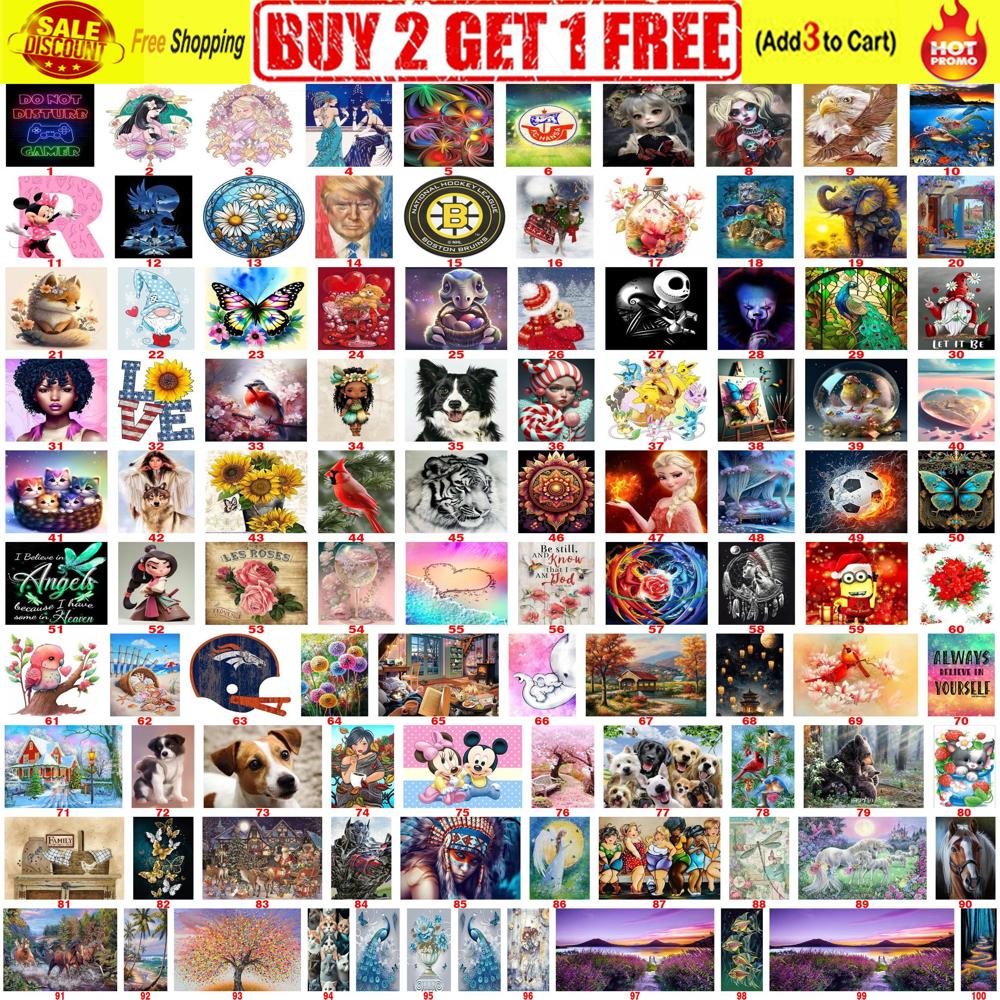 SALE
DISCOUNT
Free Shopping
BUY 2 GET 1 FREE
(Add 3 to Cart)
HOT
PROMO
DO NOT
DISTURB
GAMER
1 2 3 4 5 6 7 8 9 10
F.C. HANSA
R
NATIONAL HOCKEY LEAGUE
B
© NHL
BOSTON BRUINS
11 12 13 14 15 16 17 18 19 20
LET IT BE
21 22 23 24 25 26 27 28 29 30
LOVE
31 32 33 34 35 36 37 38 39 40
41 42 43 44 45 46 47 48 49 50
I Believe in
Angels
because I have
some in Heaven
LES ROSES
Be still,
AND Know
that I
AM God
51 52 53 54 55 56 57 58 59 60
ALWAYS
BELIEVE IN
YOURSELF
61 62 63 64 65 66 67 68 69 70
71 72 73 74 75 76 77 78 79 80
FAMILY
81 82 83 84 85 86 87 88 89 90
91 92 93 94 95 96 97 98 99 100